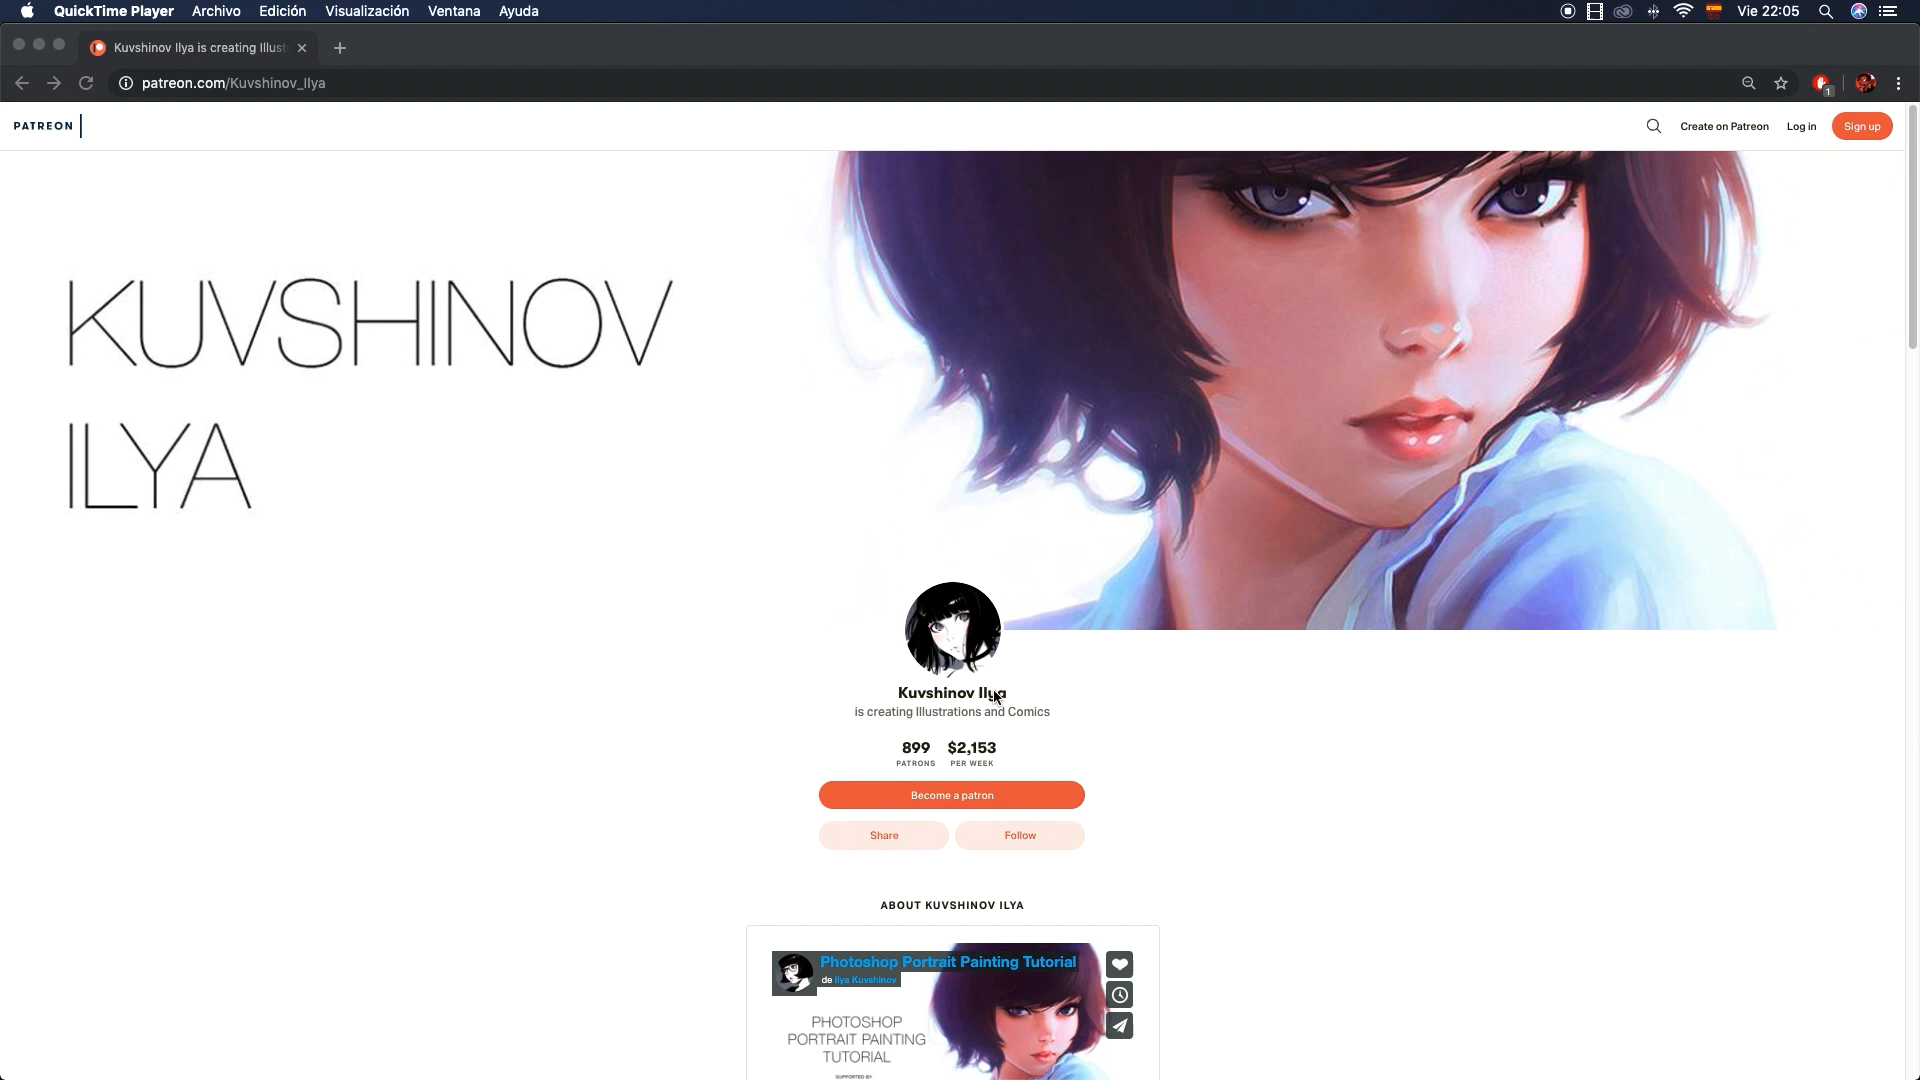 QuickTime Player Archivo Edición Visualización Ventana Ayuda Vie 22:05
Kuvshinov Ilya is creating Illust
patreon.com/Kuvshinov_Ilya 1
PATREON Create on Patreon Log in Sign up
KUVSHINOV
ILYA
Kuvshinov Ilya
is creating Illustrations and Comics
899 $2,153
PATRONS PER WEEK
Become a patron
Share Follow
ABOUT KUVSHINOV ILYA
Photoshop Portrait Painting Tutorial
de Ilya Kuvshinov
PHOTOSHOP
PORTRAIT PAINTING
TUTORIAL
SUPPORTED BY